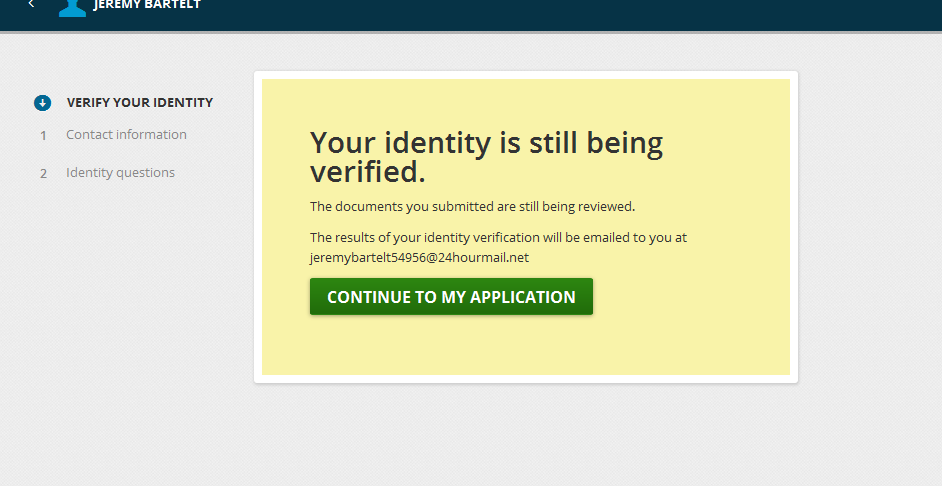 JEREMY BARTELT
VERIFY YOUR IDENTITY
1 Contact information
2 Identity questions
Your identity is still being
verified.
The documents you submitted are still being reviewed.
The results of your identity verification will be emailed to you at
jeremybartelt54956@24hourmail.net
CONTINUE TO MY APPLICATION